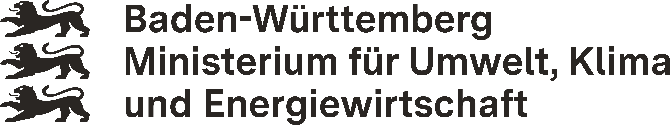 Baden-Württemberg
Ministerium für Umwelt, Klima
und Energiewirtschaft